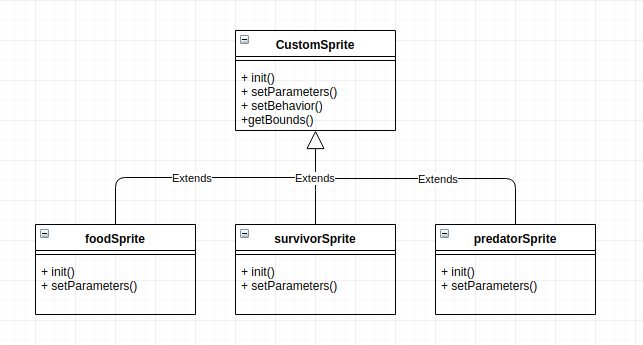 CustomSprite
+ init()
+ setParameters()
+ setBehavior()
+getBounds()
Extends Extends Extends
foodSprite survivorSprite predatorSprite
+ init() + init() + init()
+ setParameters() + setParameters() + setParameters()